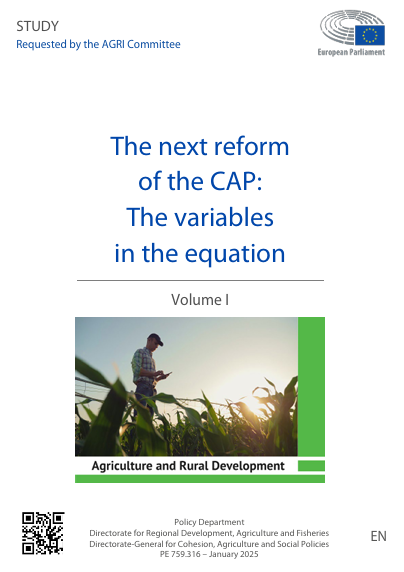 STUDY
Requested by the AGRI Committee
European Parliament
The next reform
of the CAP:
The variables
in the equation
Volume I
Agriculture and Rural Development
Policy Department
Directorate for Regional Development, Agriculture and Fisheries
Directorate-General for Cohesion, Agriculture and Social Policies
PE 759.316 – January 2025
EN